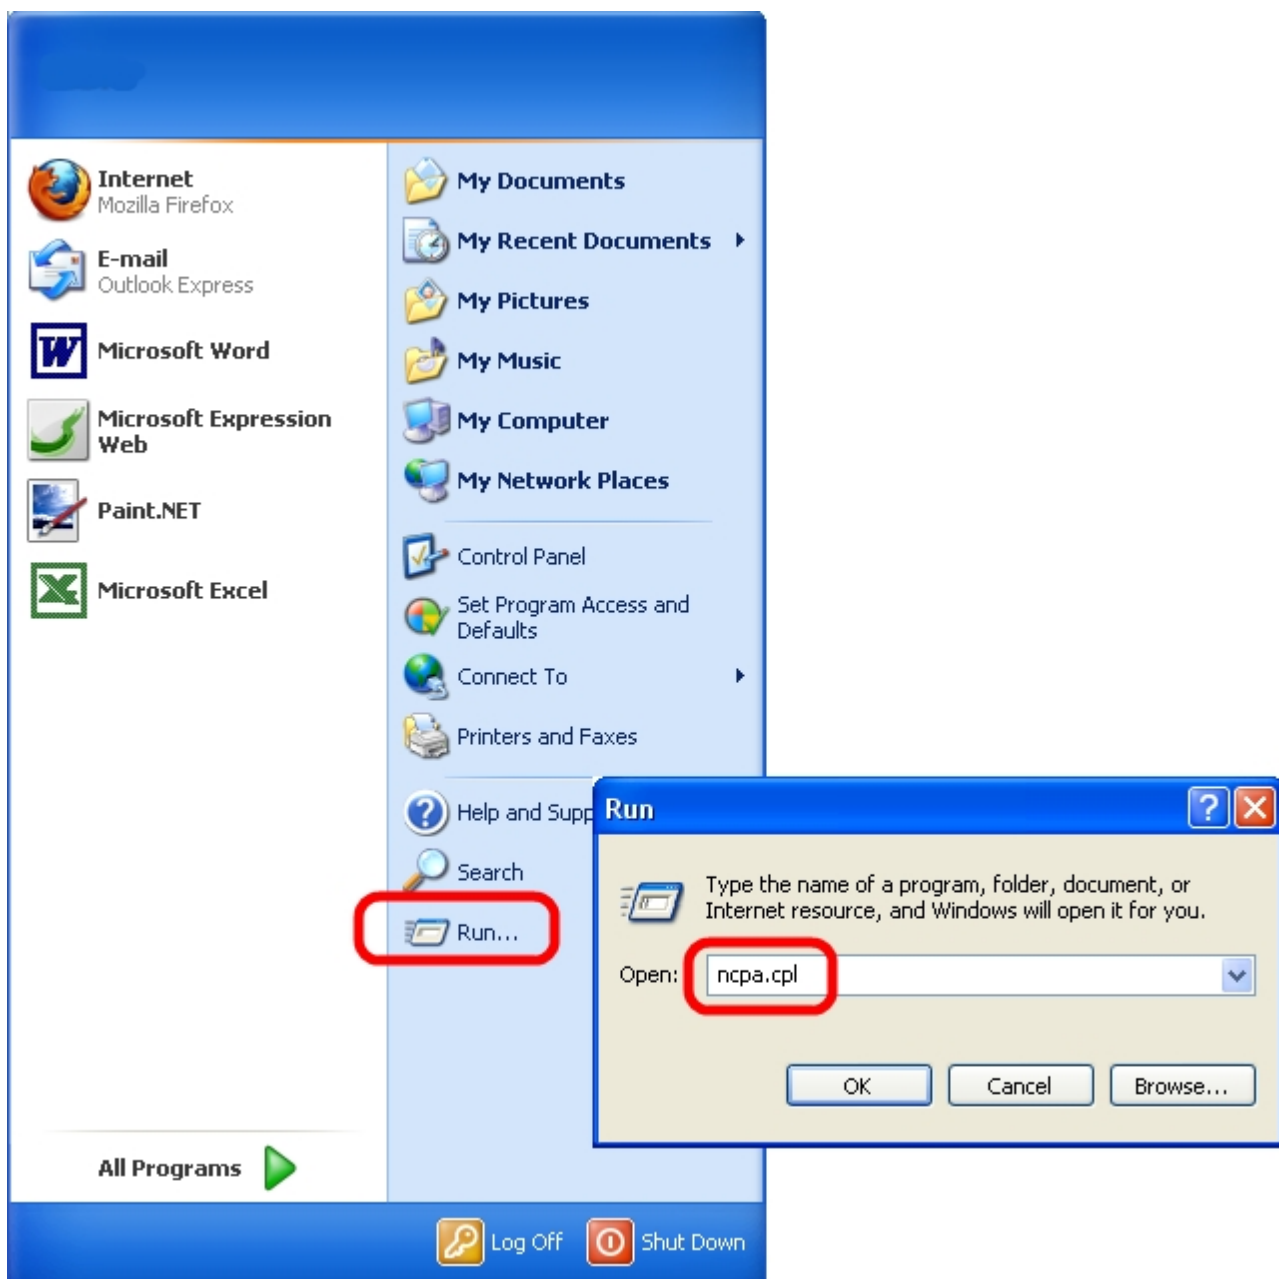 Internet
Mozilla Firefox
E-mail
Outlook Express
Microsoft Word
Microsoft Expression
Web
Paint.NET
Microsoft Excel
All Programs
My Documents
My Recent Documents
My Pictures
My Music
My Computer
My Network Places
Control Panel
Set Program Access and
Defaults
Connect To
Printers and Faxes
Help and Supp
Search
Run...
Log Off
Shut Down
Run
Type the name of a program, folder, document, or
Internet resource, and Windows will open it for you.
Open: ncpa.cpl
OK Cancel Browse...